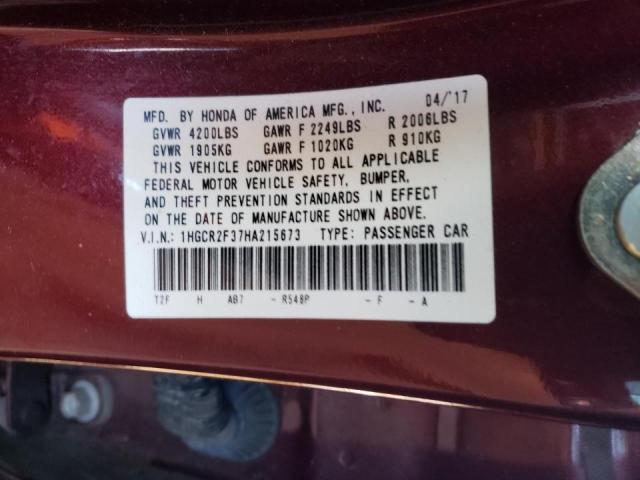 MFD. BY HONDA OF AMERICA MFG., INC. 04/'17
GVWR 4200LBS GAWR F 2249LBS R 2006LBS
GVWR 1905KG GAWR F 1020KG R 910KG
THIS VEHICLE CONFORMS TO ALL APPLICABLE
FEDERAL MOTOR VEHICLE SAFETY, BUMPER,
AND THEFT PREVENTION STANDARDS IN EFFECT
ON THE DATE OF MANUFACTURE SHOWN ABOVE.
V.I.N.: 1HGCR2F37HA215673 TYPE: PASSENGER CAR
T2F H AB7 - R548P - F - A